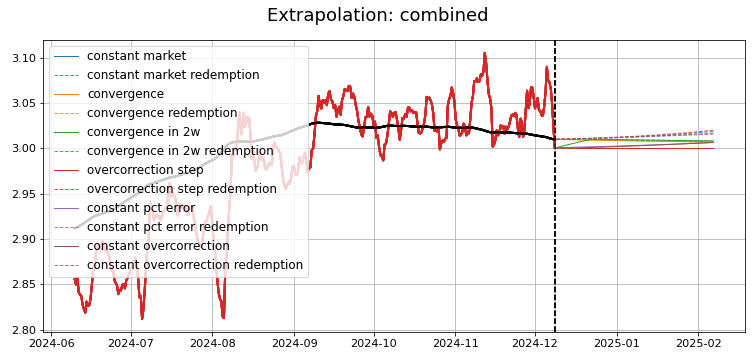 Extrapolation: combined
3.10
3.05
3.00
2.95
2.90
2.85
2.80
constant market
constant market redemption
convergence
convergence redemption
convergence in 2w
convergence in 2w redemption
overcorrection step
overcorrection step redemption
constant pct error
constant pct error redemption
constant overcorrection
constant overcorrection redemption
2024-06 2024-07 2024-08 2024-09 2024-10 2024-11 2024-12 2025-01 2025-02